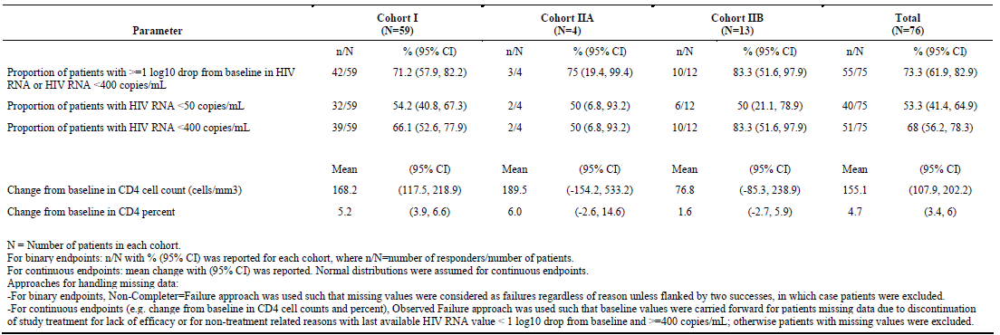 Cohort I Cohort IIA Cohort IIB Total
Parameter (N=59) (N=4) (N=13) (N=76)
n/N % (95% CI) n/N % (95% CI) n/N % (95% CI) n/N % (95% CI)
Proportion of patients with >=1 log10 drop from baseline in HIV 42/59 71.2 (57.9, 82.2) 3/4 75 (19.4, 99.4) 10/12 83.3 (51.6, 97.9) 55/75 73.3 (61.9, 82.9)
RNA or HIV RNA <400 copies/mL
Proportion of patients with HIV RNA <50 copies/mL 32/59 54.2 (40.8, 67.3) 2/4 50 (6.8, 93.2) 6/12 50 (21.1, 78.9) 40/75 53.3 (41.4, 64.9)
Proportion of patients with HIV RNA <400 copies/mL 39/59 66.1 (52.6, 77.9) 2/4 50 (6.8, 93.2) 10/12 83.3 (51.6, 97.9) 51/75 68 (56.2, 78.3)
Mean (95% CI) Mean (95% CI) Mean (95% CI) Mean (95% CI)
Change from baseline in CD4 cell count (cells/mm3) 168.2 (117.5, 218.9) 189.5 (-154.2, 533.2) 76.8 (-85.3, 238.9) 155.1 (107.9, 202.2)
Change from baseline in CD4 percent 5.2 (3.9, 6.6) 6.0 (-2.6, 14.6) 1.6 (-2.7, 5.9) 4.7 (3.4, 6)
N = Number of patients in each cohort.
For binary endpoints: n/N with % (95% CI) was reported for each cohort, where n/N=number of responders/number of patients.
For continuous endpoints: mean change with (95% CI) was reported. Normal distributions were assumed for continuous endpoints.
Approaches for handling missing data:
-For binary endpoints, Non-Completer=Failure approach was used such that missing values were considered as failures regardless of reason unless flanked by two successes, in which case patients were excluded.
-For continuous endpoints (e.g. change from baseline in CD4 cell counts and percent), Observed Failure approach was used such that baseline values were carried forward for patients missing data due to discontinuation
of study treatment for lack of efficacy or for non-treatment related reasons with last available HIV RNA value < 1 log10 drop from baseline and >=400 copies/mL; otherwise patients with missing values were excluded.